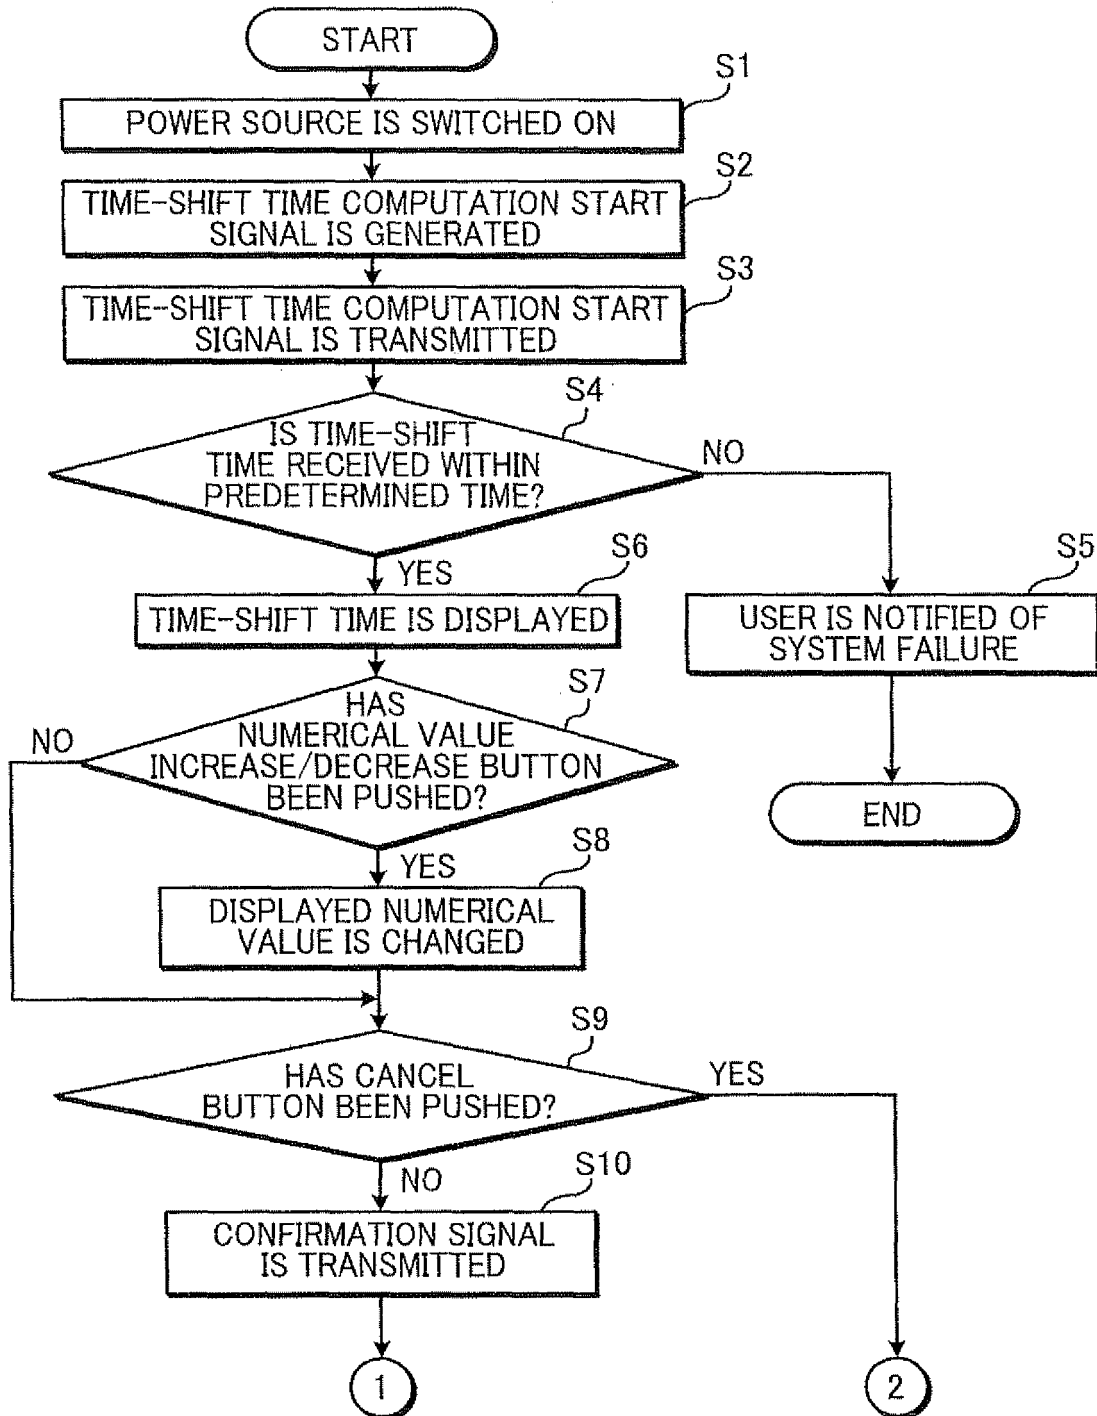 START
S1
POWER SOURCE IS SWITCHED ON
S2
TIME-SHIFT TIME COMPUTATION START
SIGNAL IS GENERATED
S3
TIME-SHIFT TIME COMPUTATION START
SIGNAL IS TRANSMITTED
S4
IS TIME-SHIFT
TIME RECEIVED WITHIN
PREDETERMINED TIME?
NO
YES
S6
TIME-SHIFT TIME IS DISPLAYED
S5
USER IS NOTIFIED OF
SYSTEM FAILURE
END
S7
HAS
NUMERICAL VALUE
INCREASE/DECREASE BUTTON
BEEN PUSHED?
NO
YES
S8
DISPLAYED NUMERICAL
VALUE IS CHANGED
S9
HAS CANCEL
BUTTON BEEN PUSHED?
YES
NO
S10
CONFIRMATION SIGNAL
IS TRANSMITTED
1
2